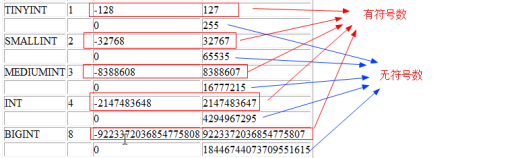 TINYINT 1 -128 127
0 255
SMALLINT 2 -32768 32767
0 65535
MEDIUMINT 3 -8388608 8388607
0 16777215
INT 4 -2147483648 2147483647
0 4294967295
BIGINT 8 -9223372036854775808 9223372036854775807
0 18446744073709551615
有符号数
无符号数